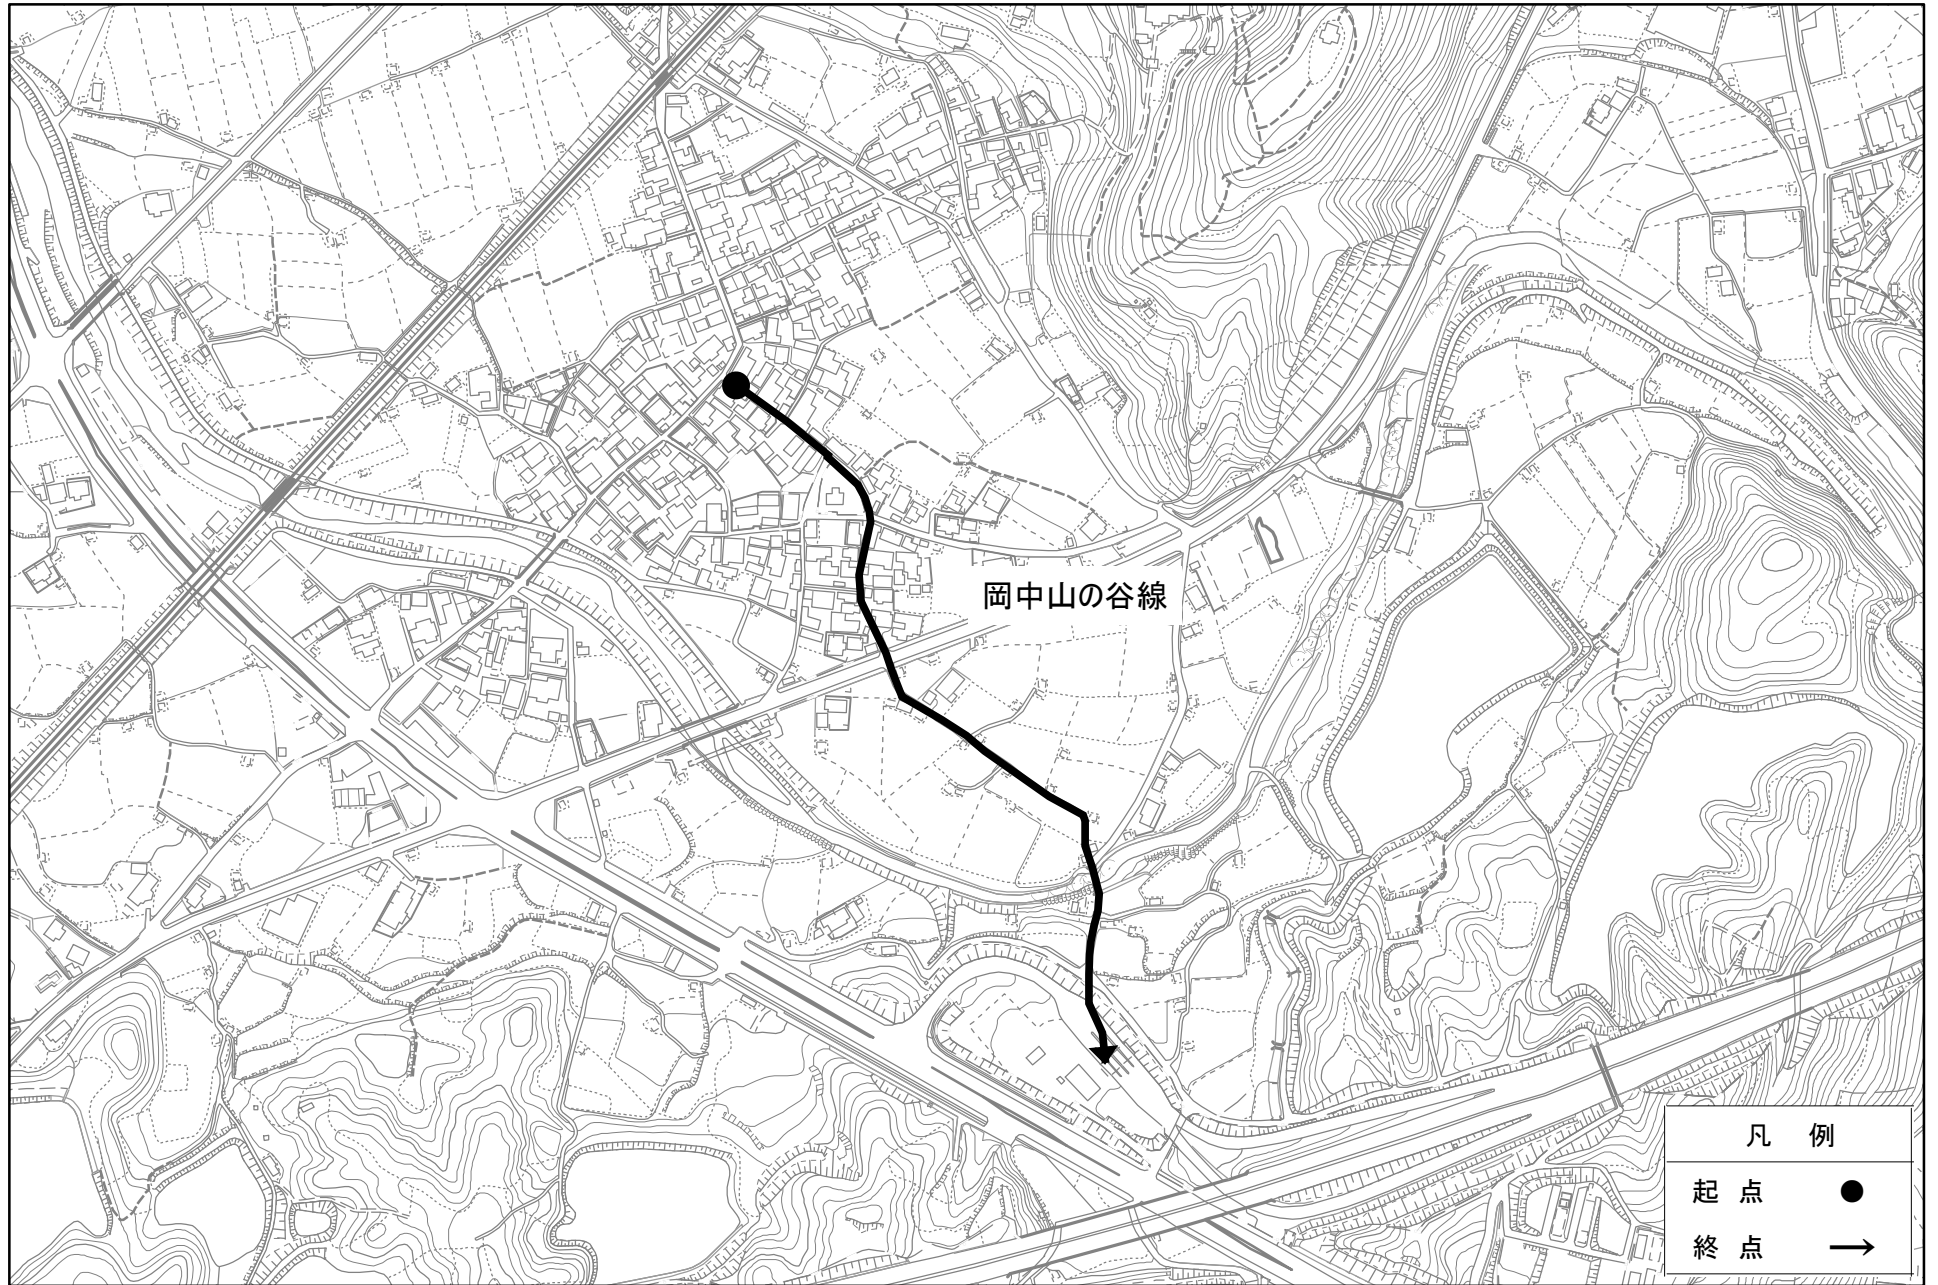 岡中山の谷線
凡 例
起 点
終 点